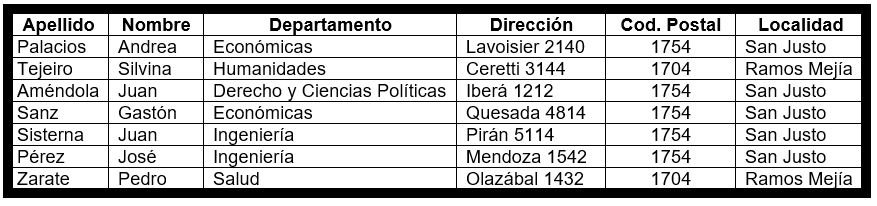 Apellido Nombre Departamento Dirección Cod. Postal Localidad
Palacios Andrea Económicas Lavoisier 2140 1754 San Justo
Tejeiro Silvina Humanidades Ceretti 3144 1704 Ramos Mejía
Améndola Juan Derecho y Ciencias Políticas Iberá 1212 1754 San Justo
Sanz Gastón Económicas Quesada 4814 1754 San Justo
Sisterna Juan Ingeniería Pirán 5114 1754 San Justo
Pérez José Ingeniería Mendoza 1542 1754 San Justo
Zarate Pedro Salud Olazábal 1432 1704 Ramos Mejía